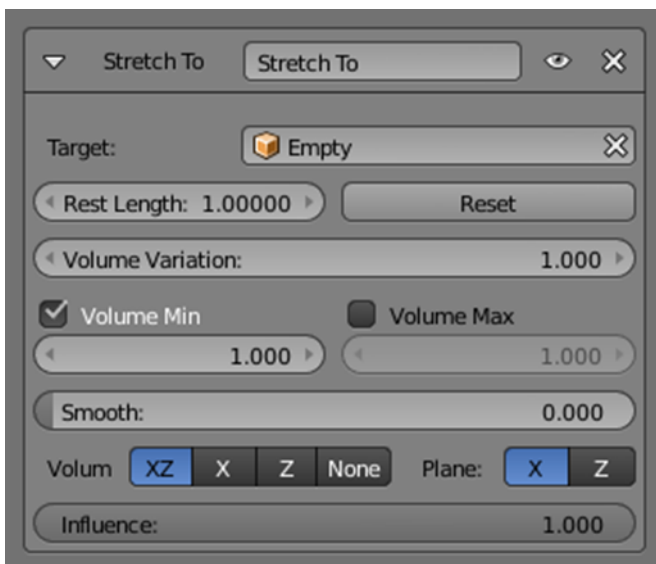 Stretch To Stretch To
Target: Empty
Rest Length: 1.00000 Reset
Volume Variation: 1.000
Volume Min Volume Max
1.000 1.000
Smooth: 0.000
Volum XZ X Z None Plane: X Z
Influence: 1.000